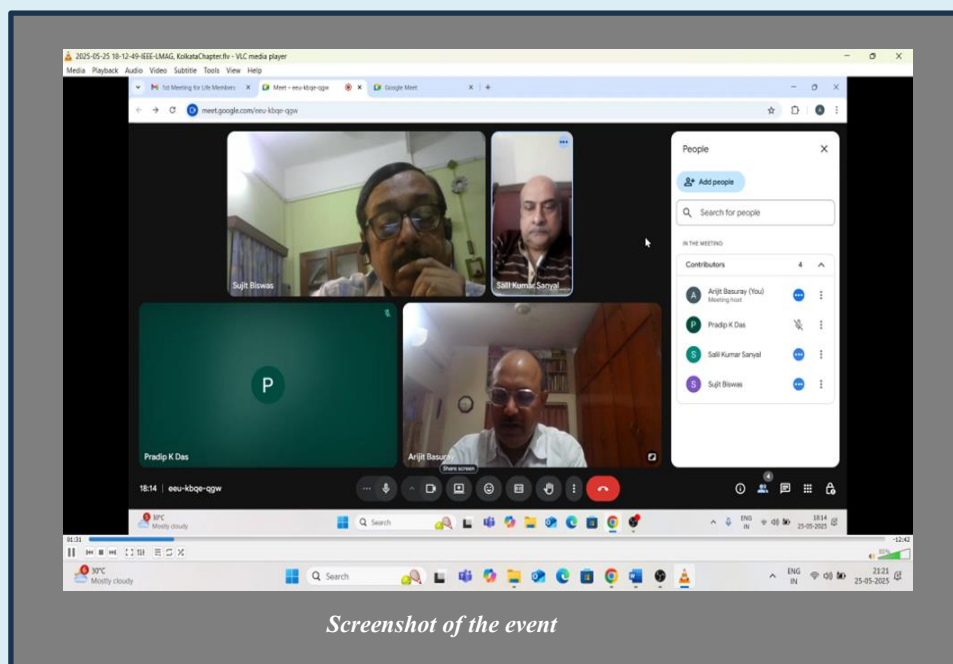 2025-05-25 18-12-49-IEEE-LMAG, KolkataChapter.flv - VLC media player
Media Playback Audio Video Subtitle Tools View Help
1st Meeting for Life Members
Meet - eeu-kbqe-qgw
Google Meet
meet.google.com/eeu-kbqe-qgw
A
Sujit Biswas
Salil Kumar Sanyal
P
Pradip K Das
Arijit Basuray
People
Add people
Search for people
IN THE MEETING
Contributors 4
A Arijit Basuray (You)
Meeting host
P Pradip K Das
S Salil Kumar Sanyal
S Sujit Biswas
Share screen
18:14 | eeu-kbqe-qgw
4
30°C
Mostly cloudy
Search
ENG
IN
18:14
25-05-2025
01:31
-12:42
30°C
Mostly cloudy
Search
ENG
IN
21:21
25-05-2025
Screenshot of the event